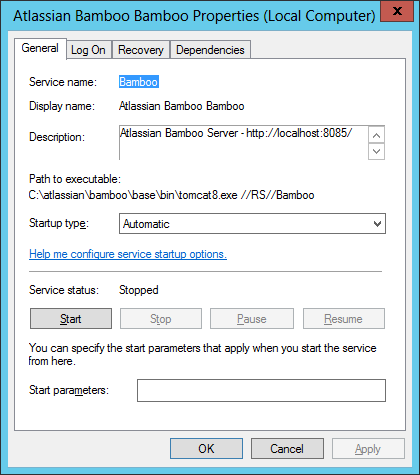 Atlassian Bamboo Bamboo Properties (Local Computer)
x
General Log On Recovery Dependencies
Service name: Bamboo
Display name: Atlassian Bamboo Bamboo
Description: Atlassian Bamboo Server - http://localhost:8085/
Path to executable:
C:\atlassian\bamboo\base\bin\tomcat8.exe //RS//Bamboo
Startup type: Automatic
Help me configure service startup options.
Service status: Stopped
Start Stop Pause Resume
You can specify the start parameters that apply when you start the service
from here.
Start parameters:
OK Cancel Apply